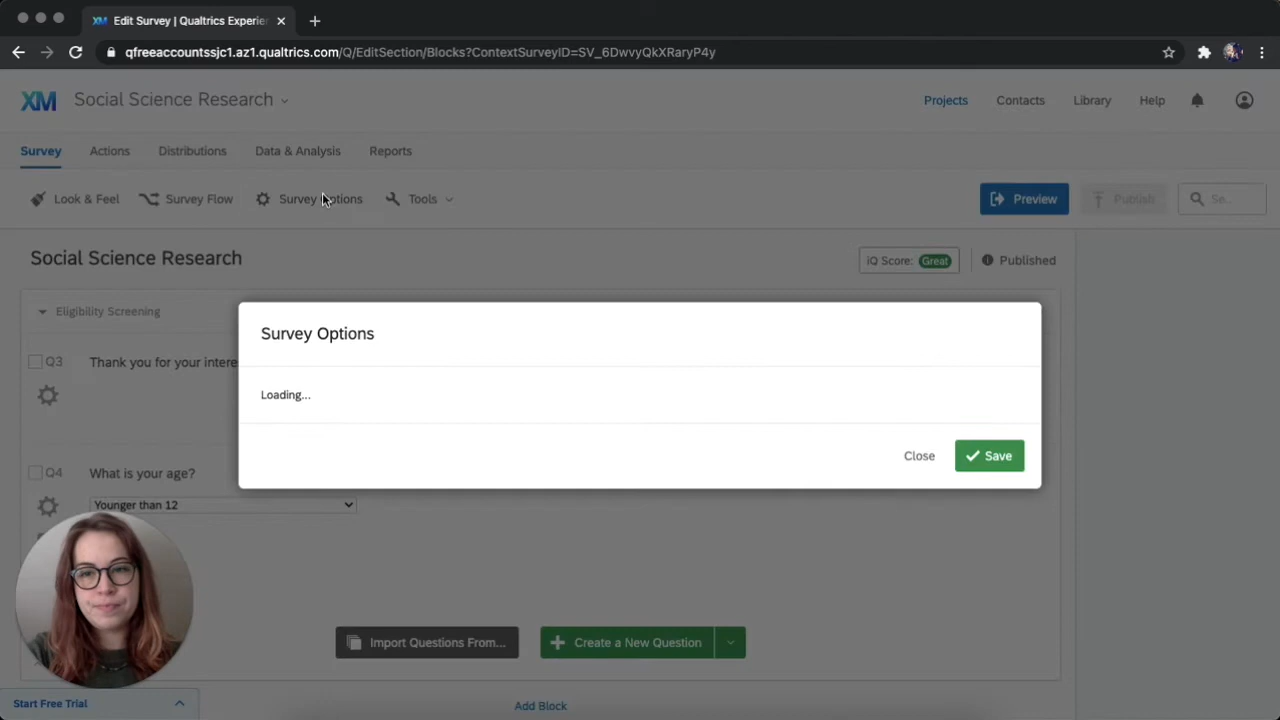 Edit Survey | Qualtrics Experie
qfreeaccountssjc1.az1.qualtrics.com/Q/EditSection/Blocks?ContextSurveyID=SV_6DwvyQkXRaryP4y
XM Social Science Research
Projects Contacts Library Help
Survey Actions Distributions Data & Analysis Reports
Look & Feel Survey Flow Survey Options Tools Preview Publish Se...
Social Science Research
iQ Score: Great Published
Eligibility Screening
Survey Options
Q3 Thank you for your intere
Loading...
Close Save
Q4 What is your age?
Younger than 12
Import Questions From... Create a New Question
Start Free Trial
Add Block